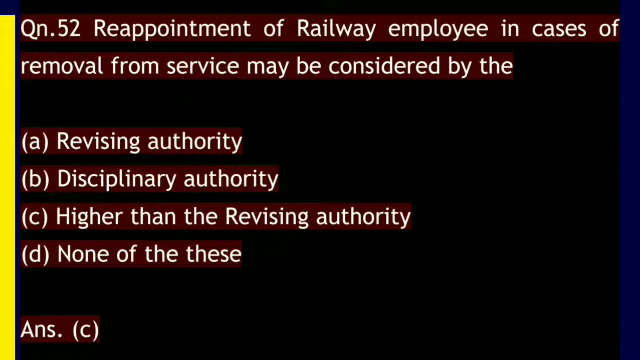 Qn.52 Reappointment of Railway employee in cases of
removal from service may be considered by the
(a) Revising authority
(b) Disciplinary authority
(c) Higher than the Revising authority
(d) None of the these
Ans. (c)